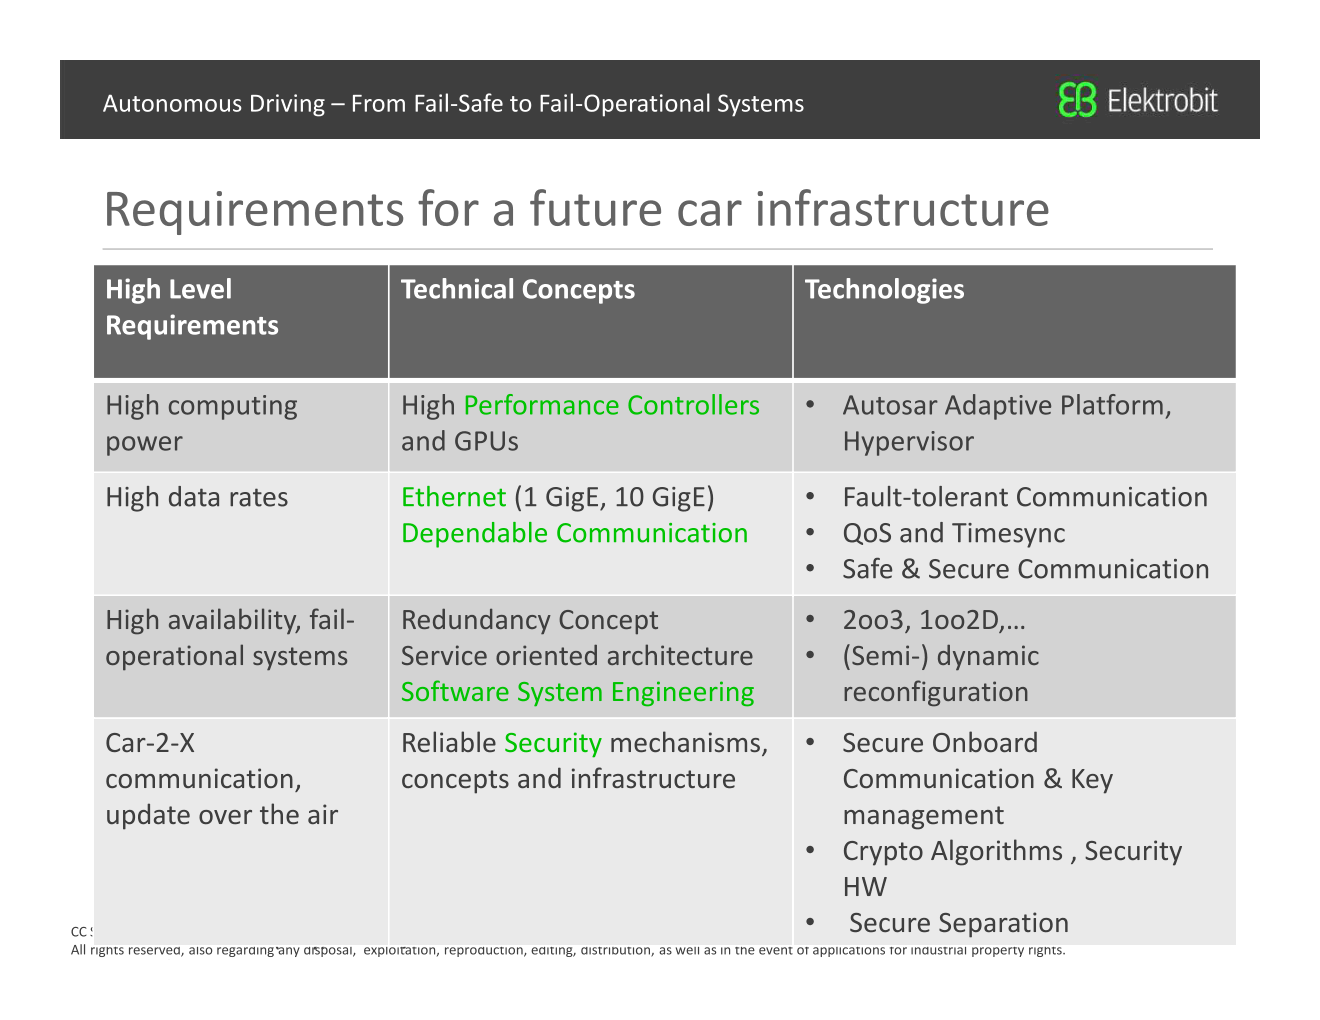 Autonomous Driving – From Fail-Safe to Fail-Operational Systems
Elektrobit
Requirements for a future car infrastructure
High Level
Requirements
Technical Concepts
Technologies
High computing
power
High Performance Controllers
and GPUs
• Autosar Adaptive Platform,
Hypervisor
High data rates
Ethernet (1 GigE, 10 GigE)
Dependable Communication
• Fault-tolerant Communication
• QoS and Timesync
• Safe & Secure Communication
High availability, fail-
operational systems
Redundancy Concept
Service oriented architecture
Software System Engineering
• 2oo3, 1oo2D,…
• (Semi-) dynamic
reconfiguration
Car-2-X
communication,
update over the air
Reliable Security mechanisms,
concepts and infrastructure
• Secure Onboard
Communication & Key
management
• Crypto Algorithms , Security
HW
• Secure Separation
CC
All rights reserved, also regarding any disposal, exploitation, reproduction, editing, distribution, as well as in the event of applications for industrial property rights.